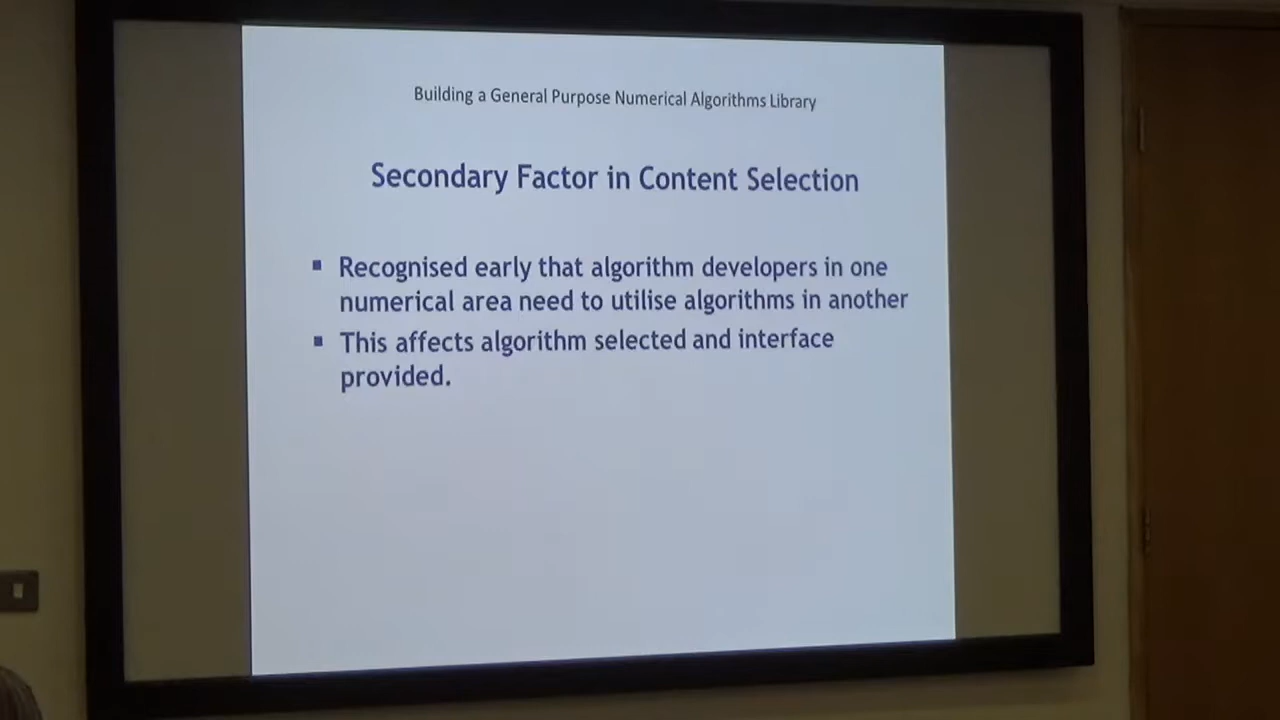 Building a General Purpose Numerical Algorithms Library
Secondary Factor in Content Selection
▪ Recognised early that algorithm developers in one
numerical area need to utilise algorithms in another
▪ This affects algorithm selected and interface
provided.